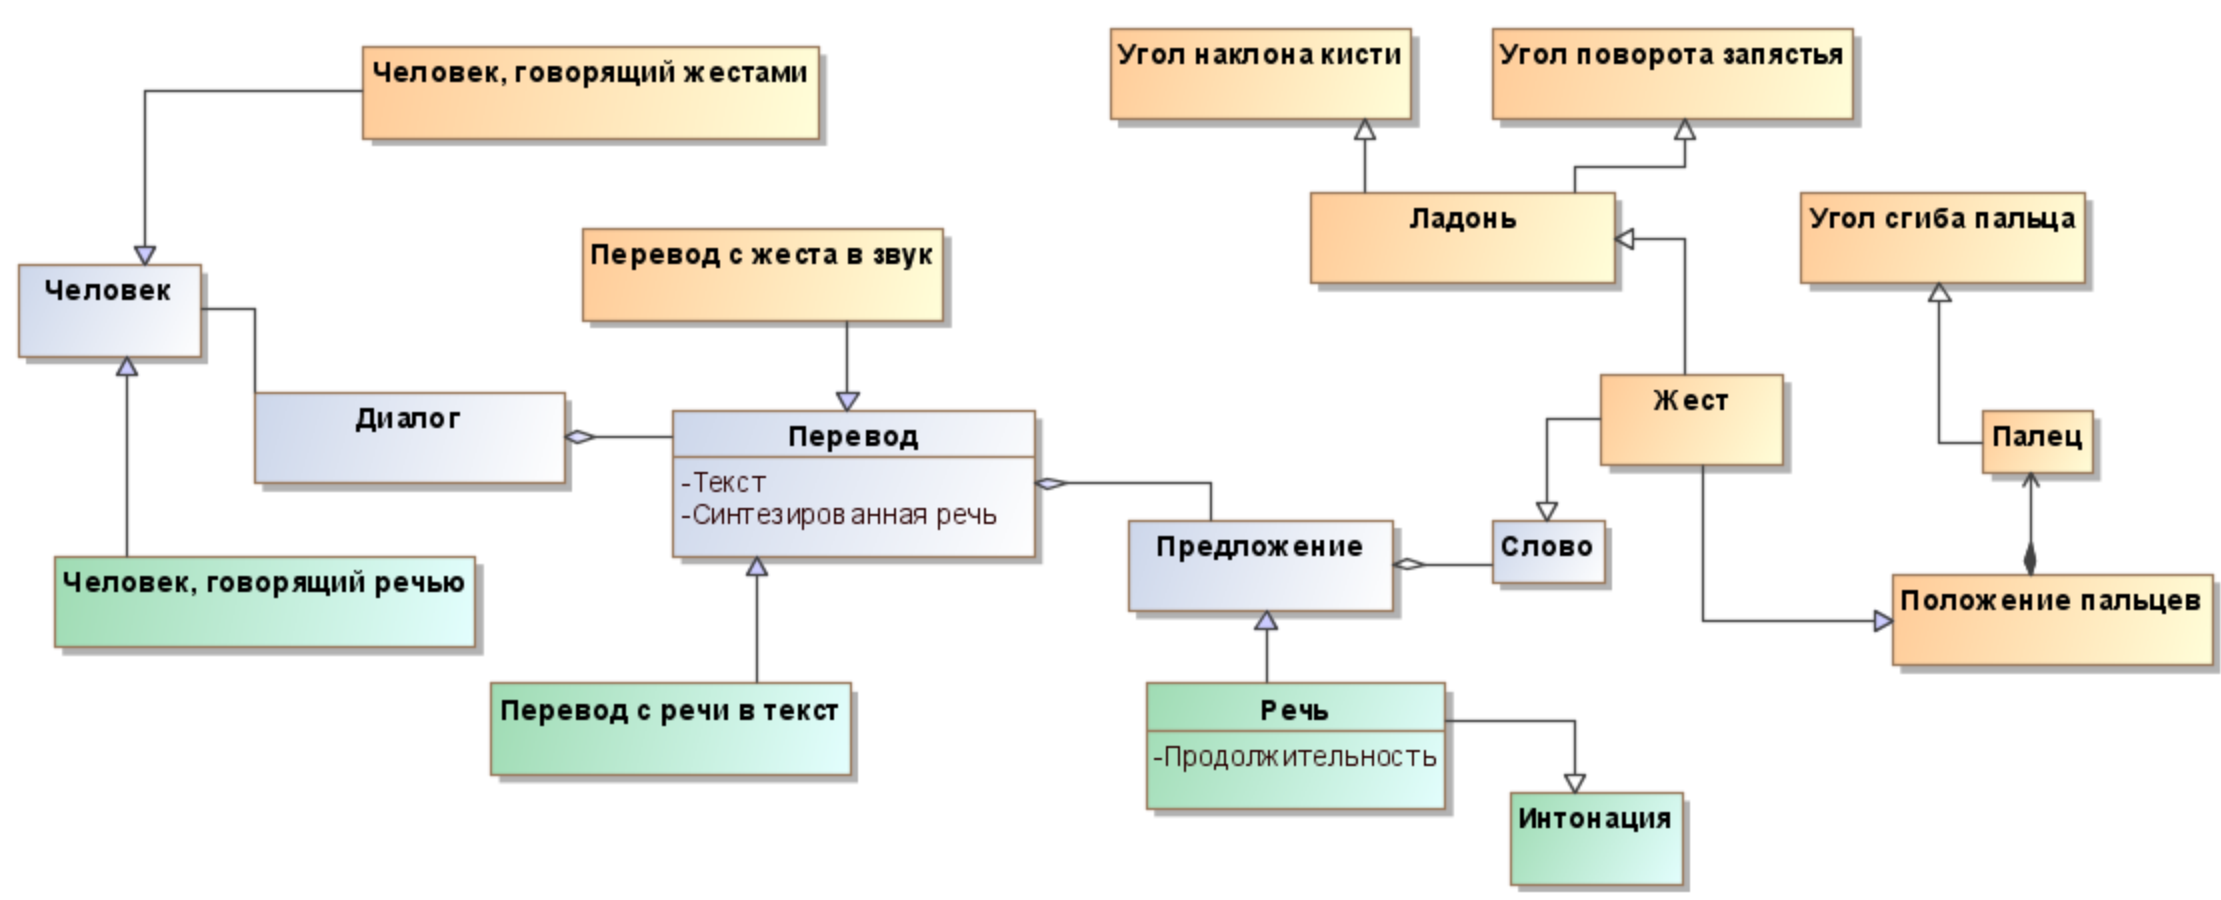 Угол наклона кисти
Угол поворота запястья
Человек, говорящий жестами
Ладонь
Угол сгиба пальца
Перевод с жеста в звук
Человек
Жест
Диалог
Перевод
-Текст
-Синтезированная речь
Палец
Предложение
Слово
Человек, говорящий речью
Положение пальцев
Перевод с речи в текст
Речь
-Продолжительность
Интонация